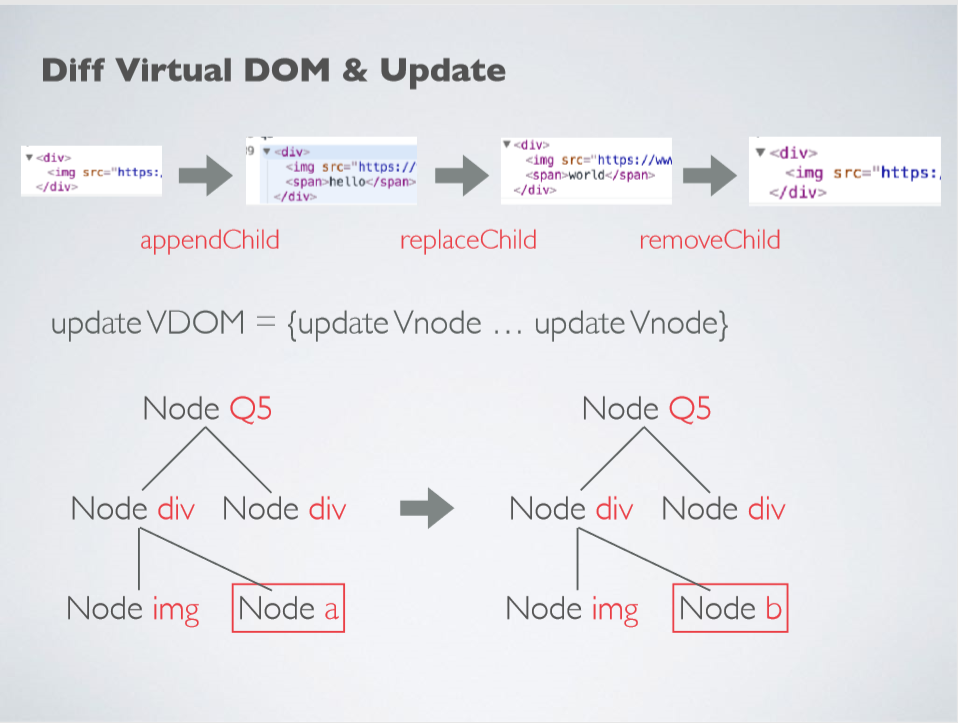 Diff Virtual DOM & Update
▼<div>
<img src="https:.
</div>
▼<div>
<img src="https://
<span>hello</span>
</div>
▼<div>
<img src="https://www
<span>world</span>
</div>
▼<div>
<img src="https:
</div>
appendChild
replaceChild
removeChild
update VDOM = {update Vnode … update Vnode}
Node Q5
Node Q5
Node div Node div
Node div Node div
Node img Node a
Node img Node b